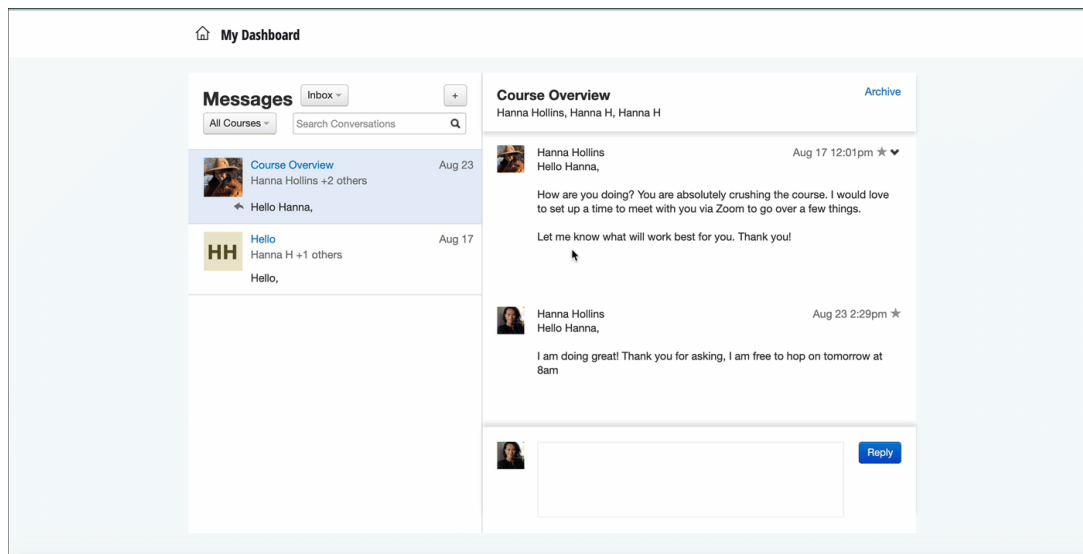 My Dashboard
Messages
Inbox
+
All Courses
Search Conversations
Course Overview
Aug 23
Hanna Hollins +2 others
Hello Hanna,
HH
Hello
Aug 17
Hanna H +1 others
Hello,
Course Overview
Archive
Hanna Hollins, Hanna H, Hanna H
Hanna Hollins
Aug 17 12:01pm
Hello Hanna,
How are you doing? You are absolutely crushing the course. I would love
to set up a time to meet with you via Zoom to go over a few things.
Let me know what will work best for you. Thank you!
Hanna Hollins
Aug 23 2:29pm
Hello Hanna,
I am doing great! Thank you for asking, I am free to hop on tomorrow at
8am
Reply